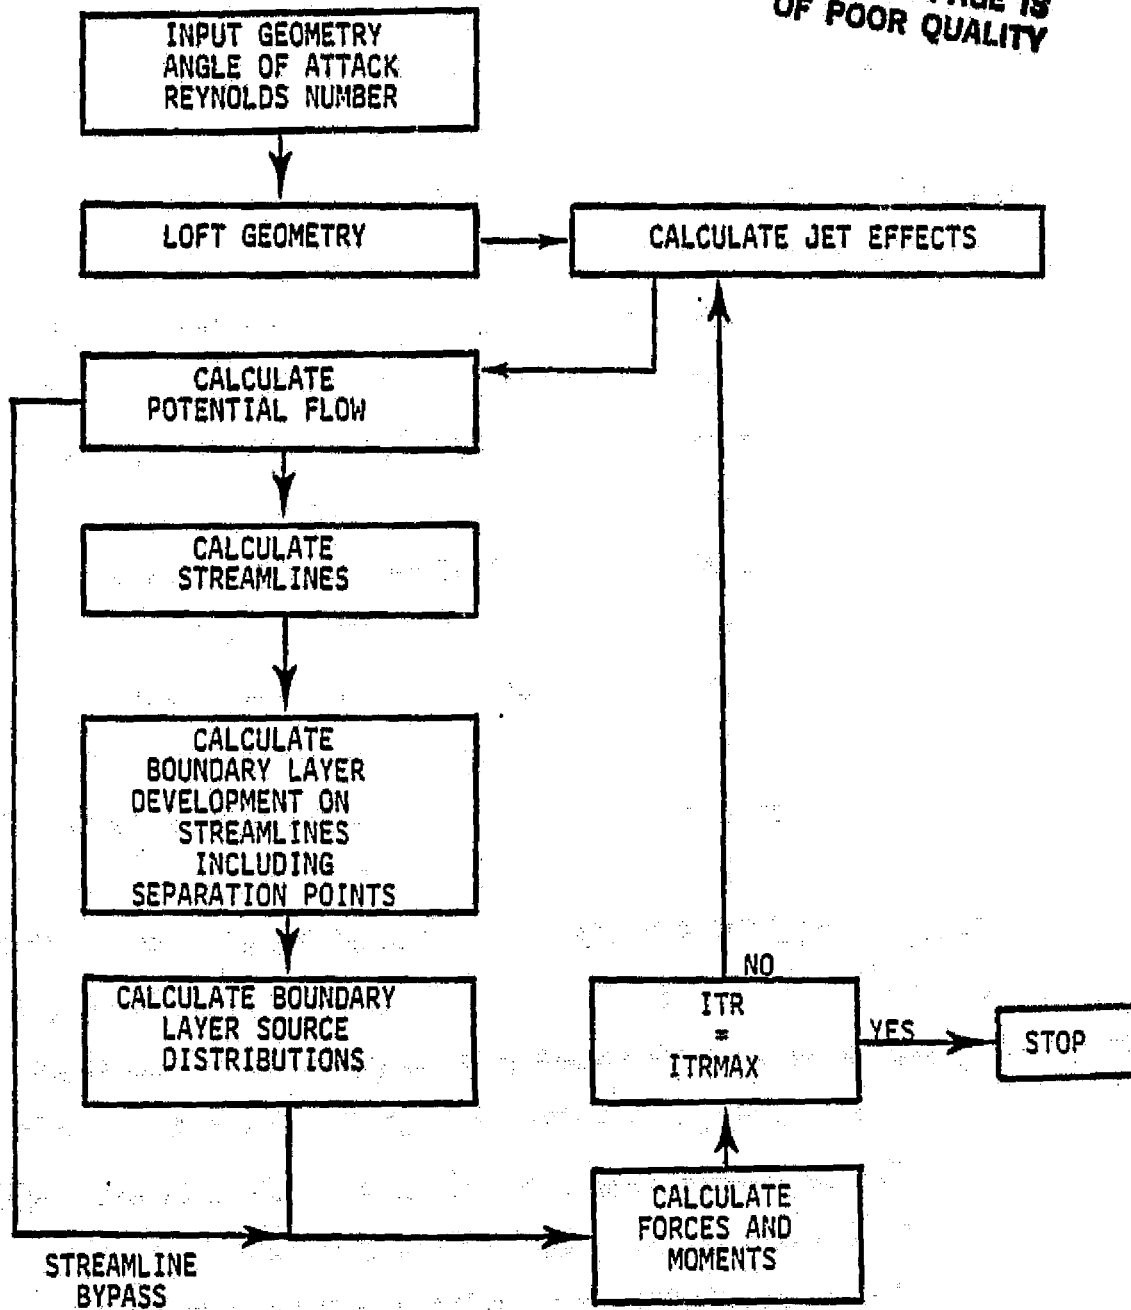 PAGE IS
OF POOR QUALITY
INPUT GEOMETRY
ANGLE OF ATTACK
REYNOLDS NUMBER
LOFT GEOMETRY
CALCULATE JET EFFECTS
CALCULATE
POTENTIAL FLOW
CALCULATE
STREAMLINES
CALCULATE
BOUNDARY LAYER
DEVELOPMENT ON
STREAMLINES
INCLUDING
SEPARATION POINTS
CALCULATE BOUNDARY
LAYER SOURCE
DISTRIBUTIONS
NO
ITR
=
ITRMAX
YES
STOP
CALCULATE
FORCES AND
MOMENTS
STREAMLINE
BYPASS